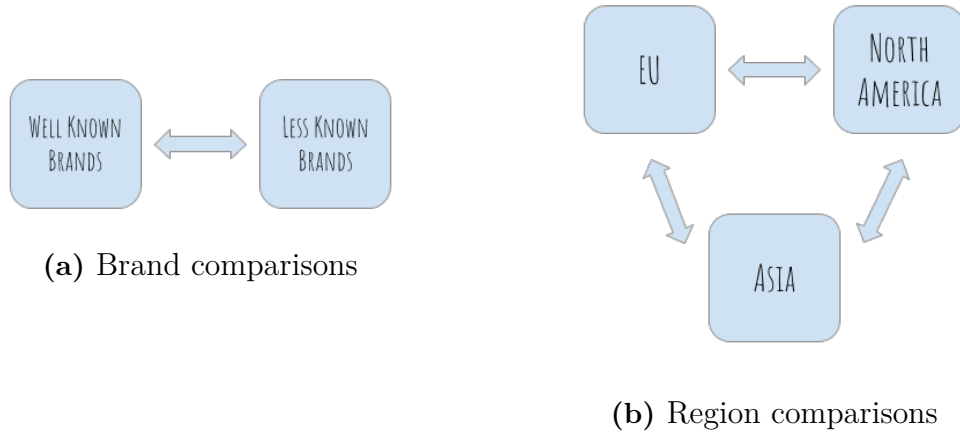 Well Known
Brands
Less Known
Brands
(a) Brand comparisons
EU
North
America
Asia
(b) Region comparisons